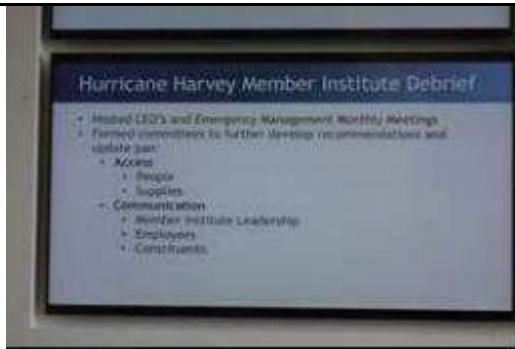 Hurricane Harvey Member Institute Debrief
• Hosted CEO's and Emergency Management Monthly Meetings
• Formed committees to further develop recommendations and
update plan:
• Access
• People
• Supplies
• Communication
• Member Institute Leadership
• Employees
• Constituents